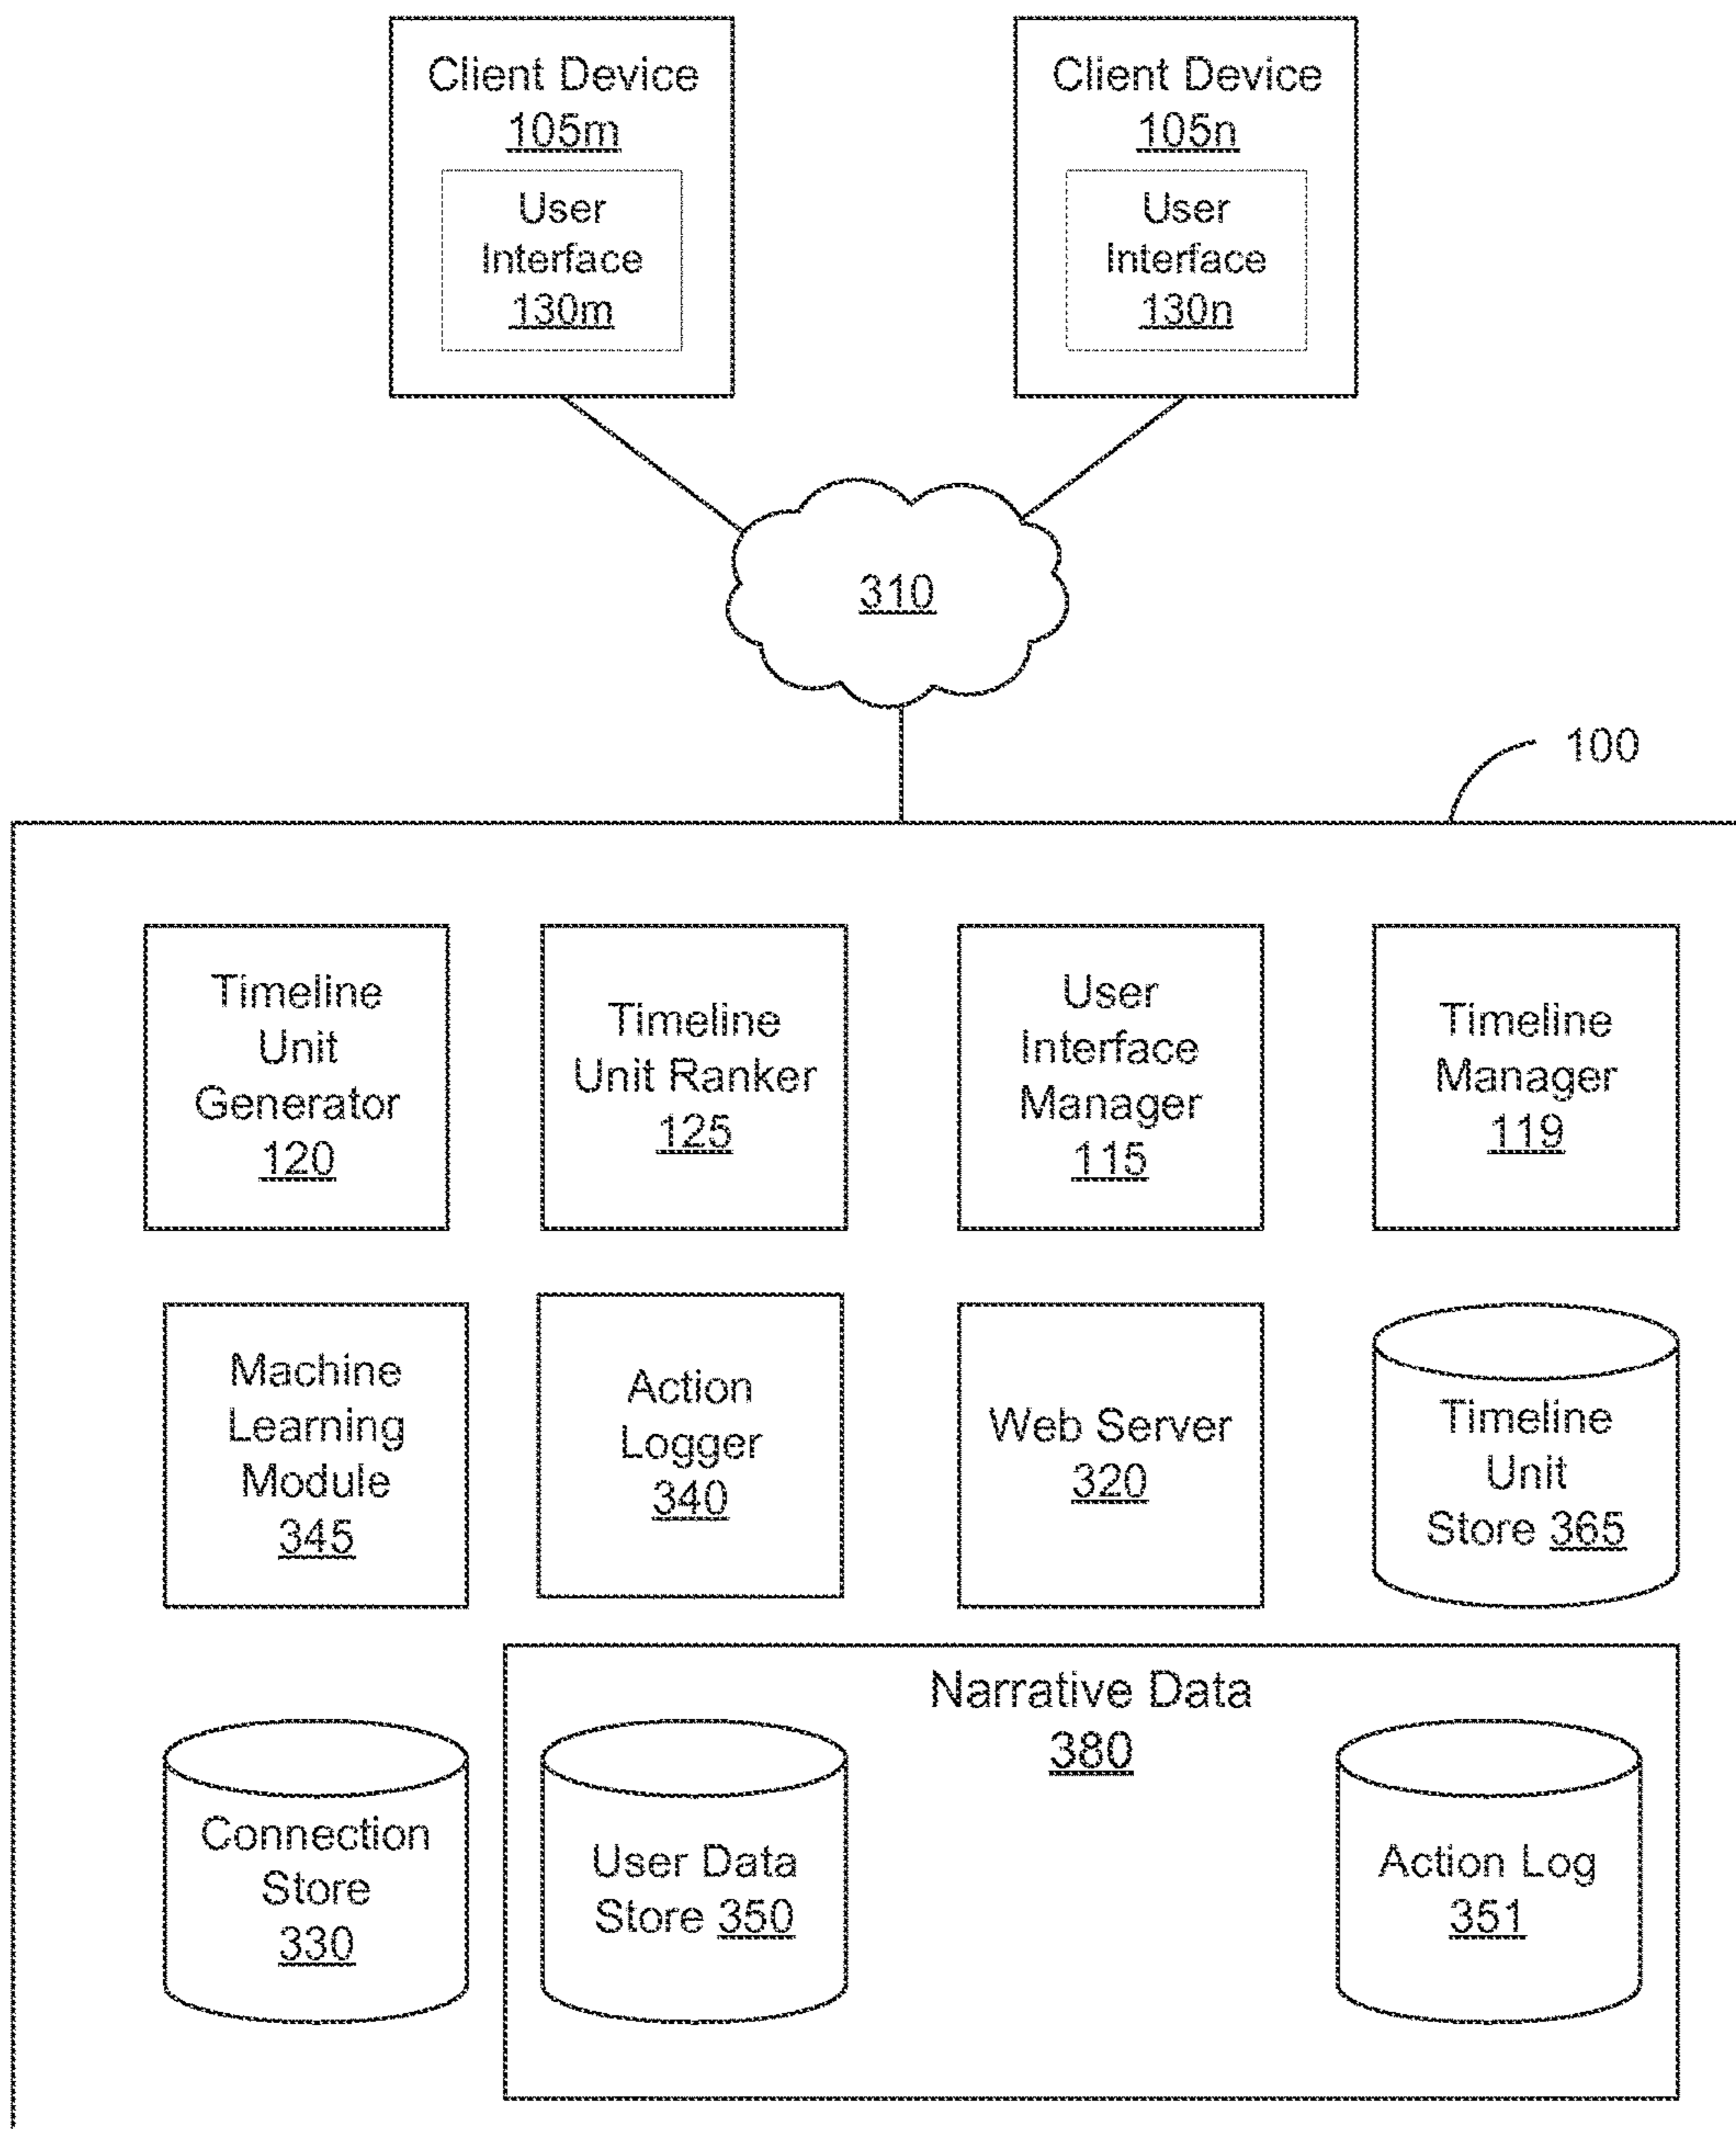 Client Device
105m
User
Interface
130m
Client Device
105n
User
Interface
130n
310
100
Timeline
Unit
Generator
120
Timeline
Unit Ranker
125
User
Interface
Manager
115
Timeline
Manager
119
Machine
Learning
Module
345
Action
Logger
340
Web Server
320
Timeline
Unit
Store 365
Connection
Store
330
Narrative Data
380
User Data
Store 350
Action Log
351